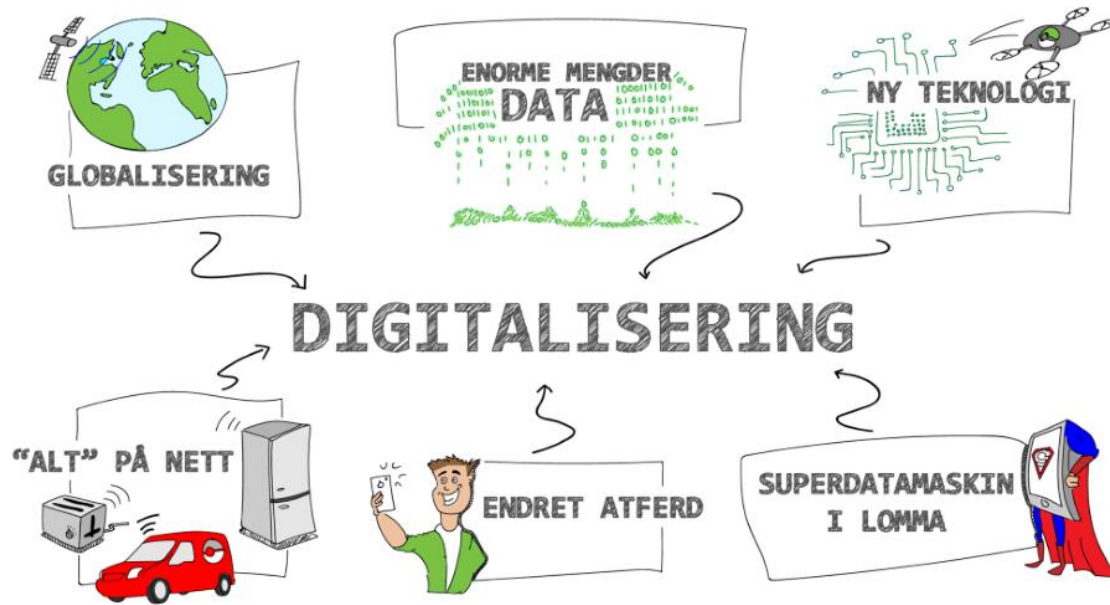 GLOBALISERING
ENORME MENGDER
DATA
NY TEKNOLOGI
DIGITALISERING
“ALT” PÅ NETT
ENDRET ATFERD
SUPERDATAMASKIN
I LOMMA